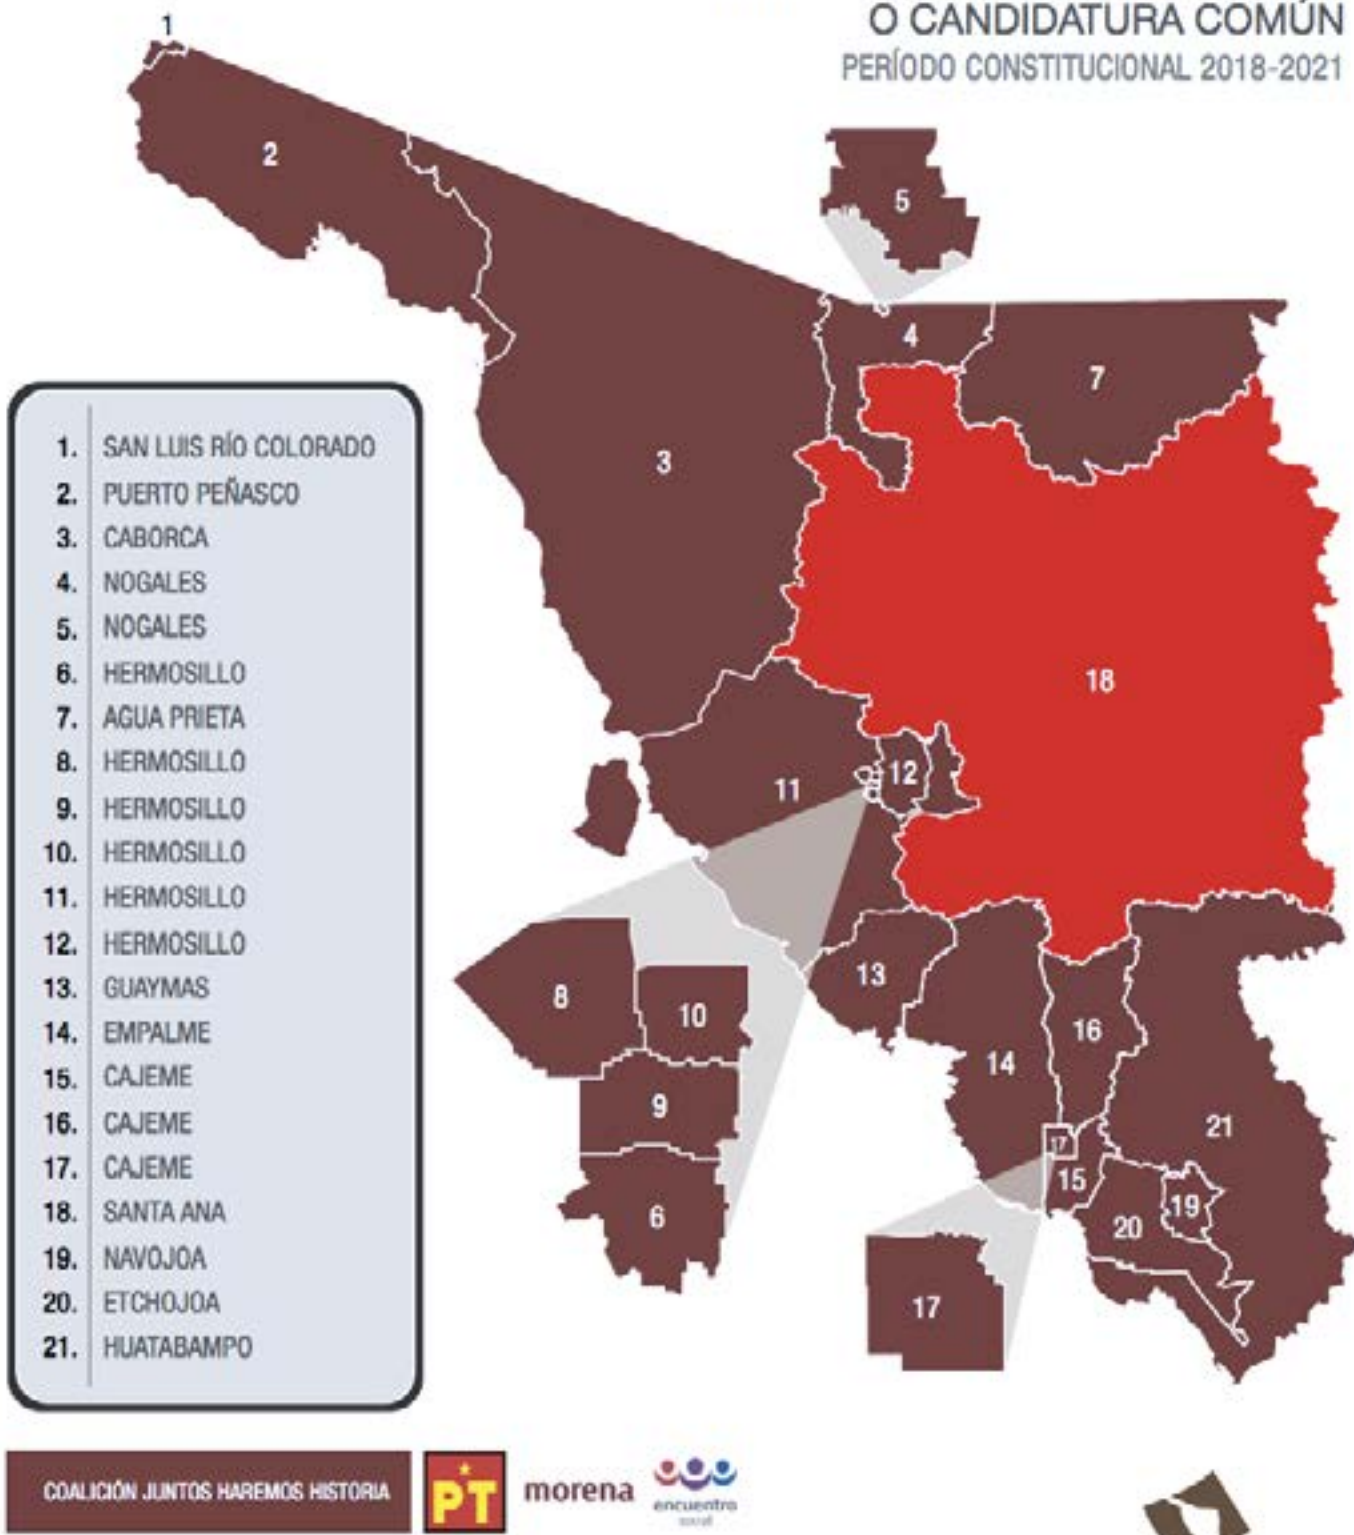 O CANDIDATURA COMÚN
PERÍODO CONSTITUCIONAL 2018-2021
1
2
3
4
5
7
18
11
12
13
14
16
21
8
10
9
6
17
15
19
20
17
1. SAN LUIS RÍO COLORADO
2. PUERTO PEÑASCO
3. CABORCA
4. NOGALES
5. NOGALES
6. HERMOSILLO
7. AGUA PRIETA
8. HERMOSILLO
9. HERMOSILLO
10. HERMOSILLO
11. HERMOSILLO
12. HERMOSILLO
13. GUAYMAS
14. EMPALME
15. CAJEME
16. CAJEME
17. CAJEME
18. SANTA ANA
19. NAVOJOA
20. ETCHOJOA
21. HUATABAMPO
COALICIÓN JUNTOS HAREMOS HISTORIA
PT
morena
encuentro
social